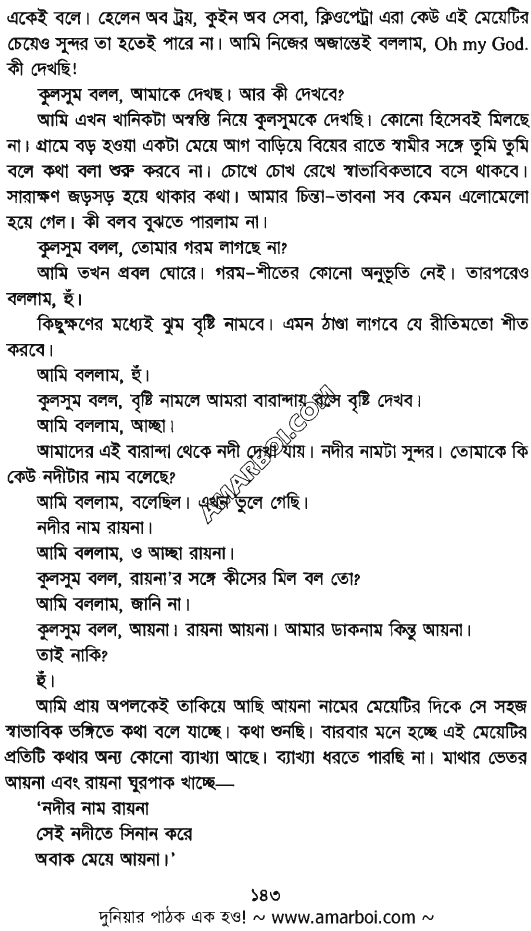 একেই বলে। হেলেন অব ট্রয়, কুইন অব সেবা, ক্লিওপেট্রা এরা কেউ এই মেয়েটির
চেয়েও সুন্দর তা হতেই পারে না। আমি নিজের অজান্তেই বললাম, Oh my God.
কী দেখছি!
কুলসুম বলল, আমাকে দেখছ। আর কী দেখবে?
আমি এখন খানিকটা অস্বস্তি নিয়ে কুলসুমকে দেখছি। কোনো হিসেবই মিলছে
না। গ্রামে বড় হওয়া একটা মেয়ে আগ বাড়িয়ে বিয়ের রাতে স্বামীর সঙ্গে তুমি তুমি
বলে কথা বলা শুরু করবে না। চোখে চোখ রেখে স্বাভাবিকভাবে বসে থাকবে।
সারাক্ষণ জড়সড় হয়ে থাকার কথা। আমার চিন্তা-ভাবনা সব কেমন এলোমেলো
হয়ে গেল। কী বলব বুঝতে পারলাম না।
কুলসুম বলল, তোমার গরম লাগছে না?
আমি তখন প্রবল ঘোরে। গরম-শীতের কোনো অনুভূতি নেই। তারপরেও
বললাম, হুঁ।
কিছুক্ষণের মধ্যেই ঝুম বৃষ্টি নামবে। এমন ঠাণ্ডা লাগবে যে রীতিমতো শীত
করবে।
আমি বললাম, হুঁ।
কুলসুম বলল, বৃষ্টি নামলে আমরা বারান্দায় বসে বৃষ্টি দেখব।
আমি বললাম, আচ্ছা।
আমাদের এই বারান্দা থেকে নদী দেখা যায়। নদীর নামটা সুন্দর। তোমাকে কি
কেউ নদীটার নাম বলেছে?
আমি বললাম, বলেছিল। এখন ভুলে গেছি।
নদীর নাম রায়না।
আমি বললাম, ও আচ্ছা রায়না।
কুলসুম বলল, রায়না'র সঙ্গে কীসের মিল বল তো?
আমি বললাম, জানি না।
কুলসুম বলল, আয়না। রায়না আয়না। আমার ডাকনাম কিন্তু আয়না।
তাই নাকি?
হুঁ।
আমি প্রায় অপলকেই তাকিয়ে আছি আয়না নামের মেয়েটির দিকে সে সহজ
স্বাভাবিক ভঙ্গিতে কথা বলে যাচ্ছে। কথা শুনছি। বারবার মনে হচ্ছে এই মেয়েটির
প্রতিটি কথার অন্য কোনো ব্যাখ্যা আছে। ব্যাখ্যা ধরতে পারছি না। মাথার ভেতর
আয়না এবং রায়না ঘুরপাক খাচ্ছে—
'নদীর নাম রায়না
সেই নদীতে সিনান করে
অবাক মেয়ে আয়না।'
AMARBOI.COM
১৪৩
দুনিয়ার পাঠক এক হও! ~ www.amarboi.com ~